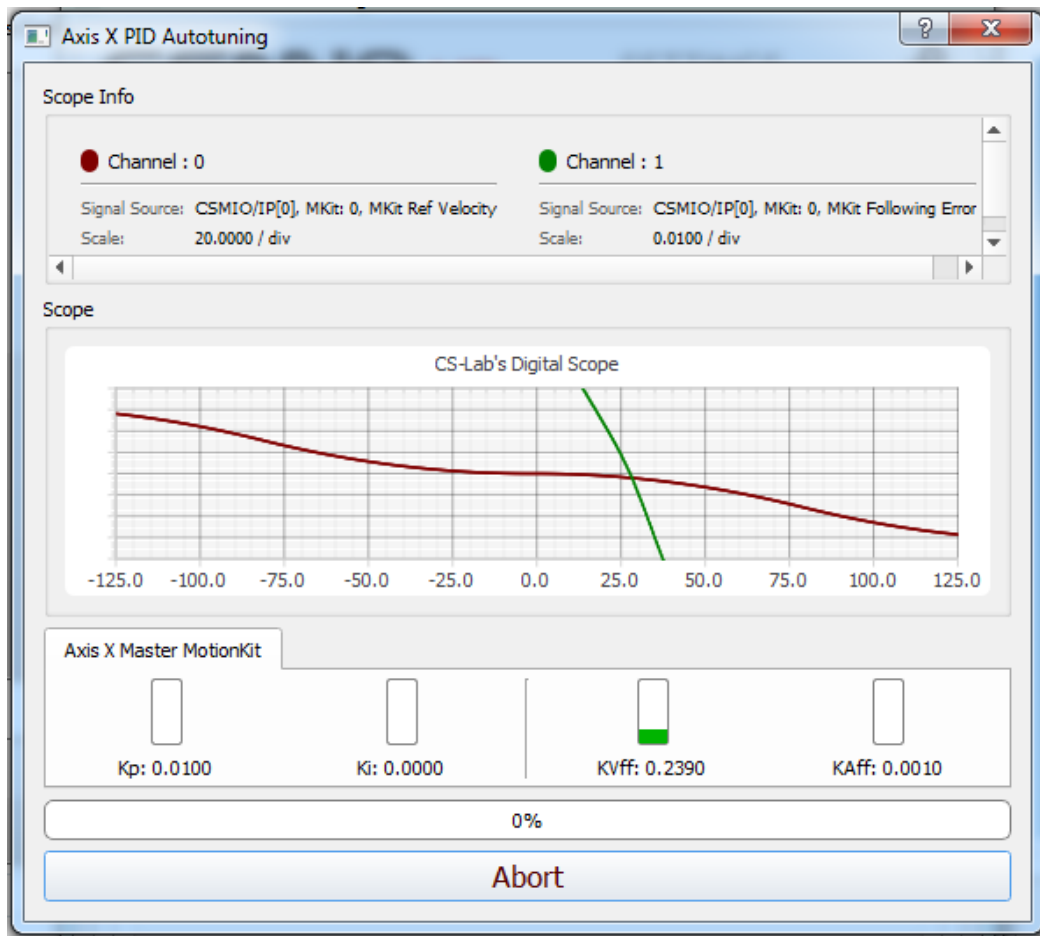 Axis X PID Autotuning
Scope Info
Channel : 0
Channel : 1
Signal Source: CSMIO/IP[0], MKit: 0, MKit Ref Velocity
Signal Source: CSMIO/IP[0], MKit: 0, MKit Following Error
Scale: 20.0000 / div
Scale: 0.0100 / div
Scope
CS-Lab's Digital Scope
-125.0 -100.0 -75.0 -50.0 -25.0 0.0 25.0 50.0 75.0 100.0 125.0
Axis X Master MotionKit
Kp: 0.0100 Ki: 0.0000 KVff: 0.2390 KAff: 0.0010
0%
Abort